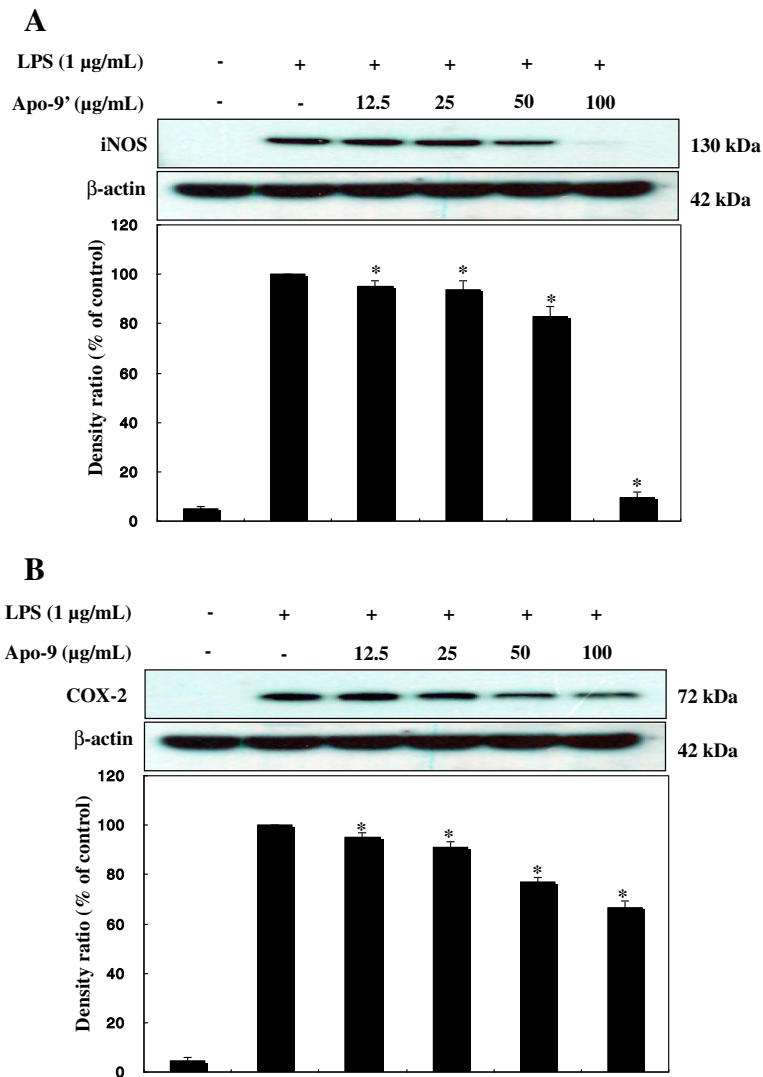 A
LPS (1 µg/mL) - + + + + +
Apo-9’ (µg/mL) - - 12.5 25 50 100
iNOS 130 kDa
β-actin 42 kDa
120
100
80
60
40
20
0
Density ratio (% of control)
* * * *
B
LPS (1 µg/mL) - + + + + +
Apo-9 (µg/mL) - - 12.5 25 50 100
COX-2 72 kDa
β-actin 42 kDa
120
100
80
60
40
20
0
Density ratio (% of control)
* * * *